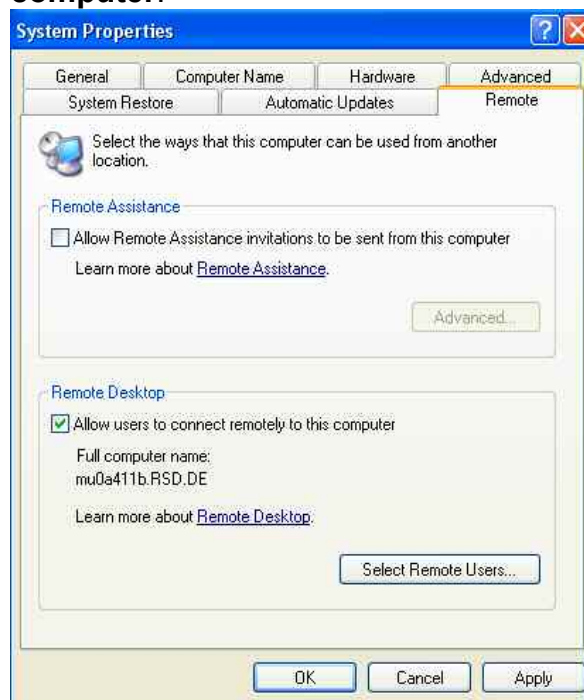 computer.
System Properties
General Computer Name Hardware Advanced
System Restore Automatic Updates Remote
Select the ways that this computer can be used from another
location.
Remote Assistance
Allow Remote Assistance invitations to be sent from this computer
Learn more about Remote Assistance.
Advanced...
Remote Desktop
Allow users to connect remotely to this computer
Full computer name:
mu0a411b.RSD.DE
Learn more about Remote Desktop.
Select Remote Users...
OK Cancel Apply